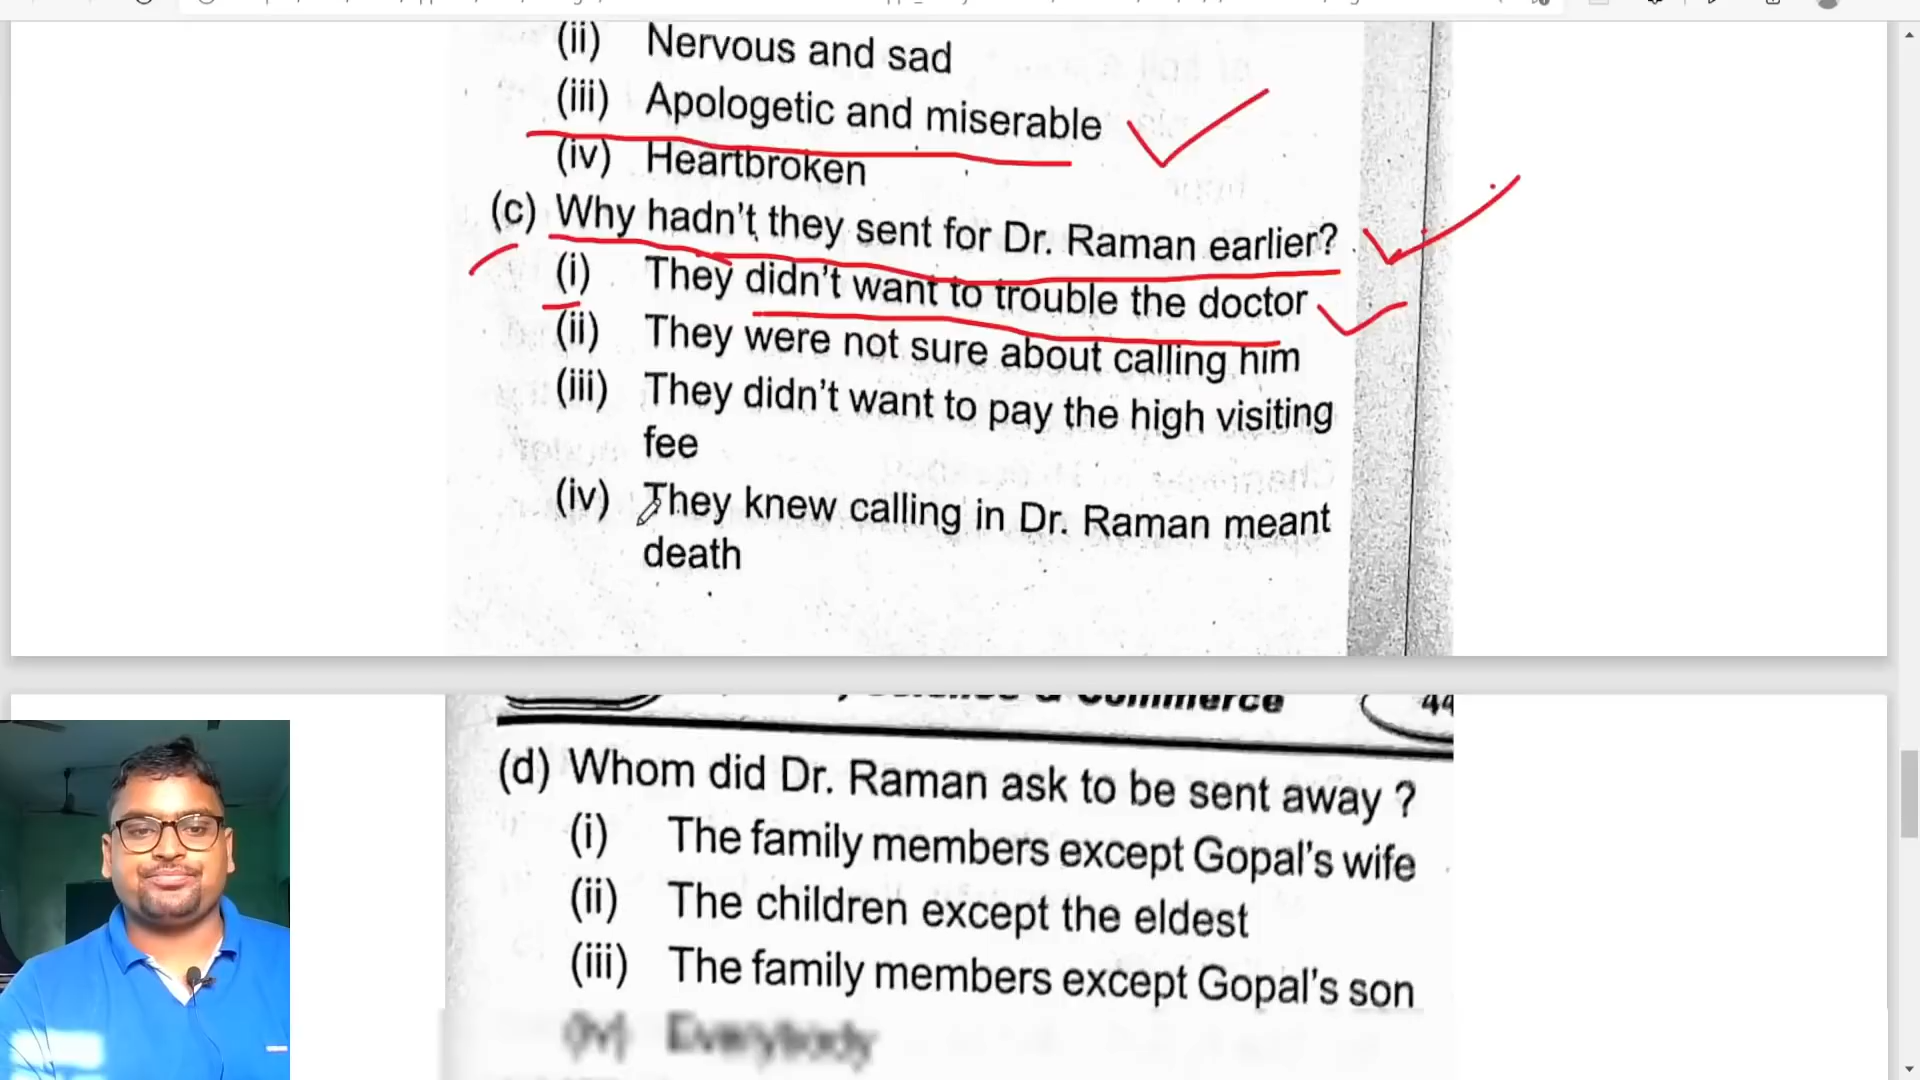 (ii) Nervous and sad
(iii) Apologetic and miserable
(iv) Heartbroken
(c) Why hadn't they sent for Dr. Raman earlier?
(i) They didn't want to trouble the doctor
(ii) They were not sure about calling him
(iii) They didn't want to pay the high visiting
fee
(iv) They knew calling in Dr. Raman meant
death
& Commerce
44
(d) Whom did Dr. Raman ask to be sent away ?
(i) The family members except Gopal's wife
(ii) The children except the eldest
(iii) The family members except Gopal's son
(iv) Everybody